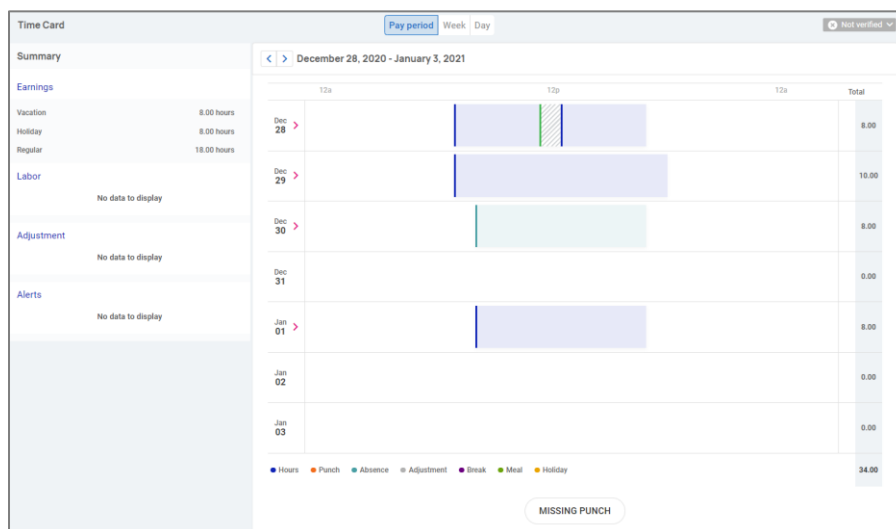 Time Card
Pay period Week Day
Not verified
Summary
Earnings
Vacation 8.00 hours
Holiday 8.00 hours
Regular 18.00 hours
Labor
No data to display
Adjustment
No data to display
Alerts
No data to display
December 28, 2020 - January 3, 2021
12a 12p 12a Total
Dec
28 8.00
Dec
29 10.00
Dec
30 8.00
Dec
31 0.00
Jan
01 8.00
Jan
02 0.00
Jan
03 0.00
Hours Punch Absence Adjustment Break Meal Holiday 34.00
MISSING PUNCH